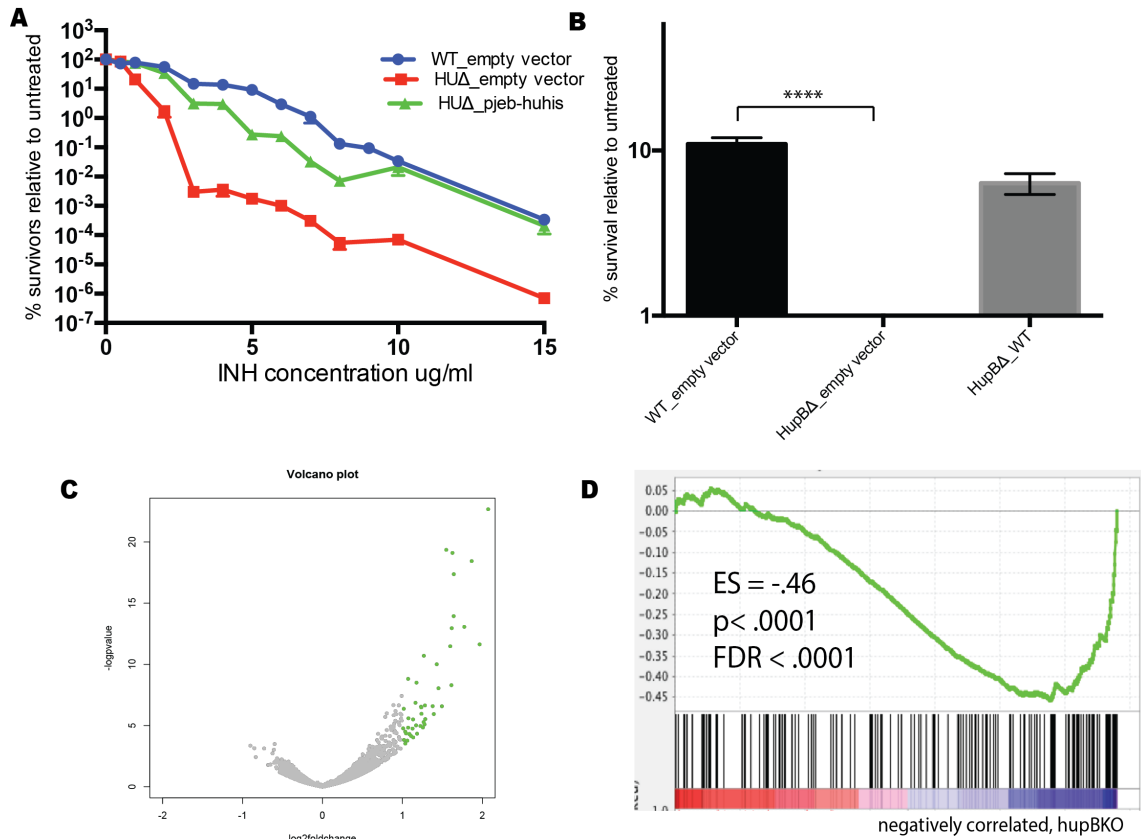 A
% survivors relative to untreated
10³
10²
10¹
10⁰
10⁻¹
10⁻²
10⁻³
10⁻⁴
10⁻⁵
10⁻⁶
10⁻⁷
0
5
10
15
INH concentration ug/ml
WT_empty vector
HUΔ_empty vector
HUΔ_pjeb-huhis
B
% survival relative to untreated
10
1
****
WT_empty vector
HupBΔ_empty vector
HupBΔ_WT
C
Volcano plot
-logpvalue
20
15
10
5
0
-2
-1
0
1
2
log2foldchange
D
0.05
0.00
-0.05
-0.10
-0.15
-0.20
-0.25
-0.30
-0.35
-0.40
-0.45
ES = -.46
p< .0001
FDR < .0001
1.0
negatively correlated, hupBKO